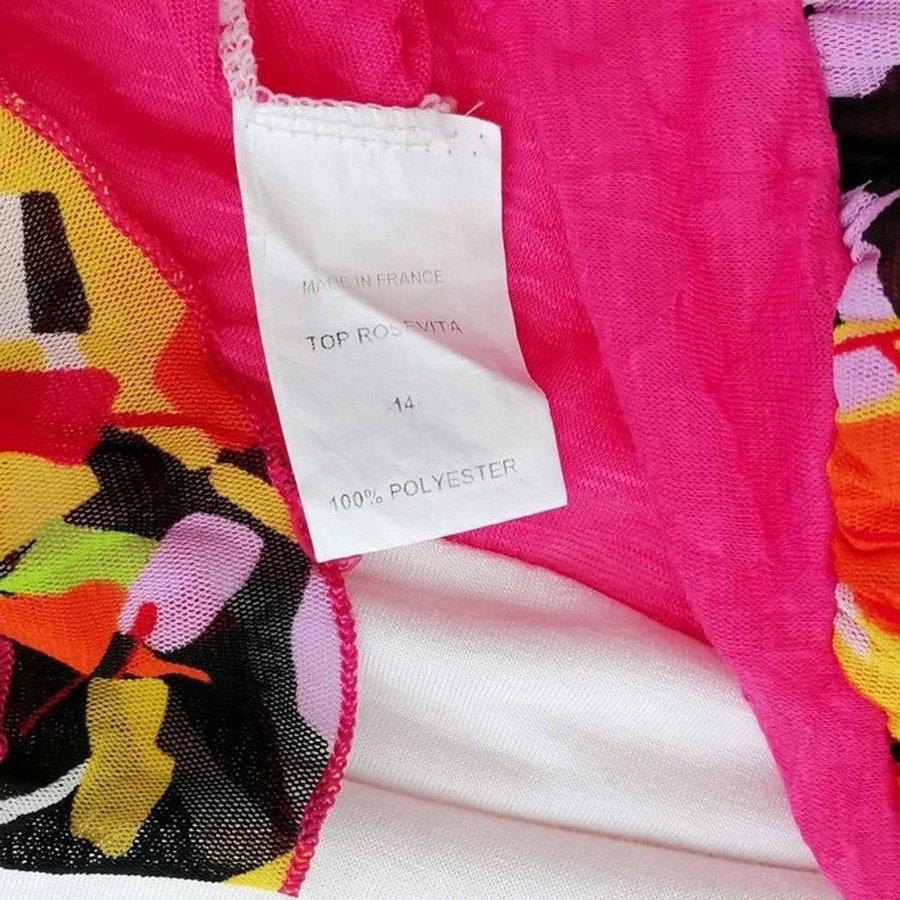 MADE IN FRANCE
TOP ROSEVITA
14
100% POLYESTER